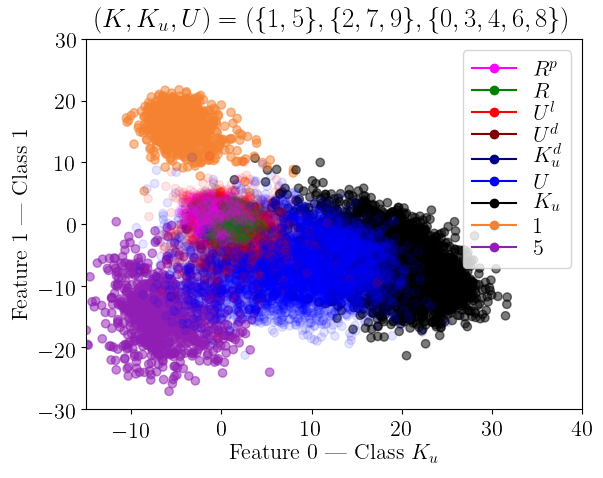 (K, K_u, U) = ({1, 5}, {2, 7, 9}, {0, 3, 4, 6, 8})
30
20
10
0
−10
−20
−30
Feature 1 — Class 1
R^p
R
U^l
U^d
K_u^d
U
K_u
1
5
−10
0
10
20
30
40
Feature 0 — Class K_u